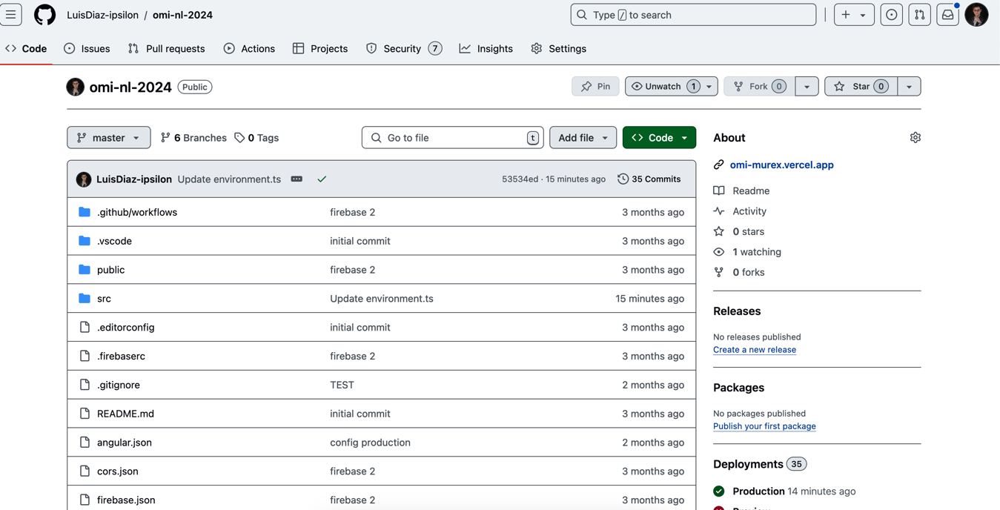 LuisDiaz-ipsilon / omi-nl-2024
Type / to search
Code Issues Pull requests Actions Projects Security 7 Insights Settings
omi-nl-2024 Public
Pin Unwatch 1 Fork 0 Star 0
master 6 Branches 0 Tags
Go to file t
Add file Code
LuisDiaz-ipsilon Update environment.ts 53534ed · 15 minutes ago 35 Commits
.github/workflows firebase 2 3 months ago
.vscode initial commit 3 months ago
public firebase 2 3 months ago
src Update environment.ts 15 minutes ago
.editorconfig initial commit 3 months ago
.firebaserc firebase 2 3 months ago
.gitignore TEST 2 months ago
README.md initial commit 3 months ago
angular.json config production 2 months ago
cors.json firebase 2 3 months ago
firebase.json firebase 2 3 months ago
About
omi-murex.vercel.app
Readme
Activity
0 stars
1 watching
0 forks
Releases
No releases published
Create a new release
Packages
No packages published
Publish your first package
Deployments 35
Production 14 minutes ago